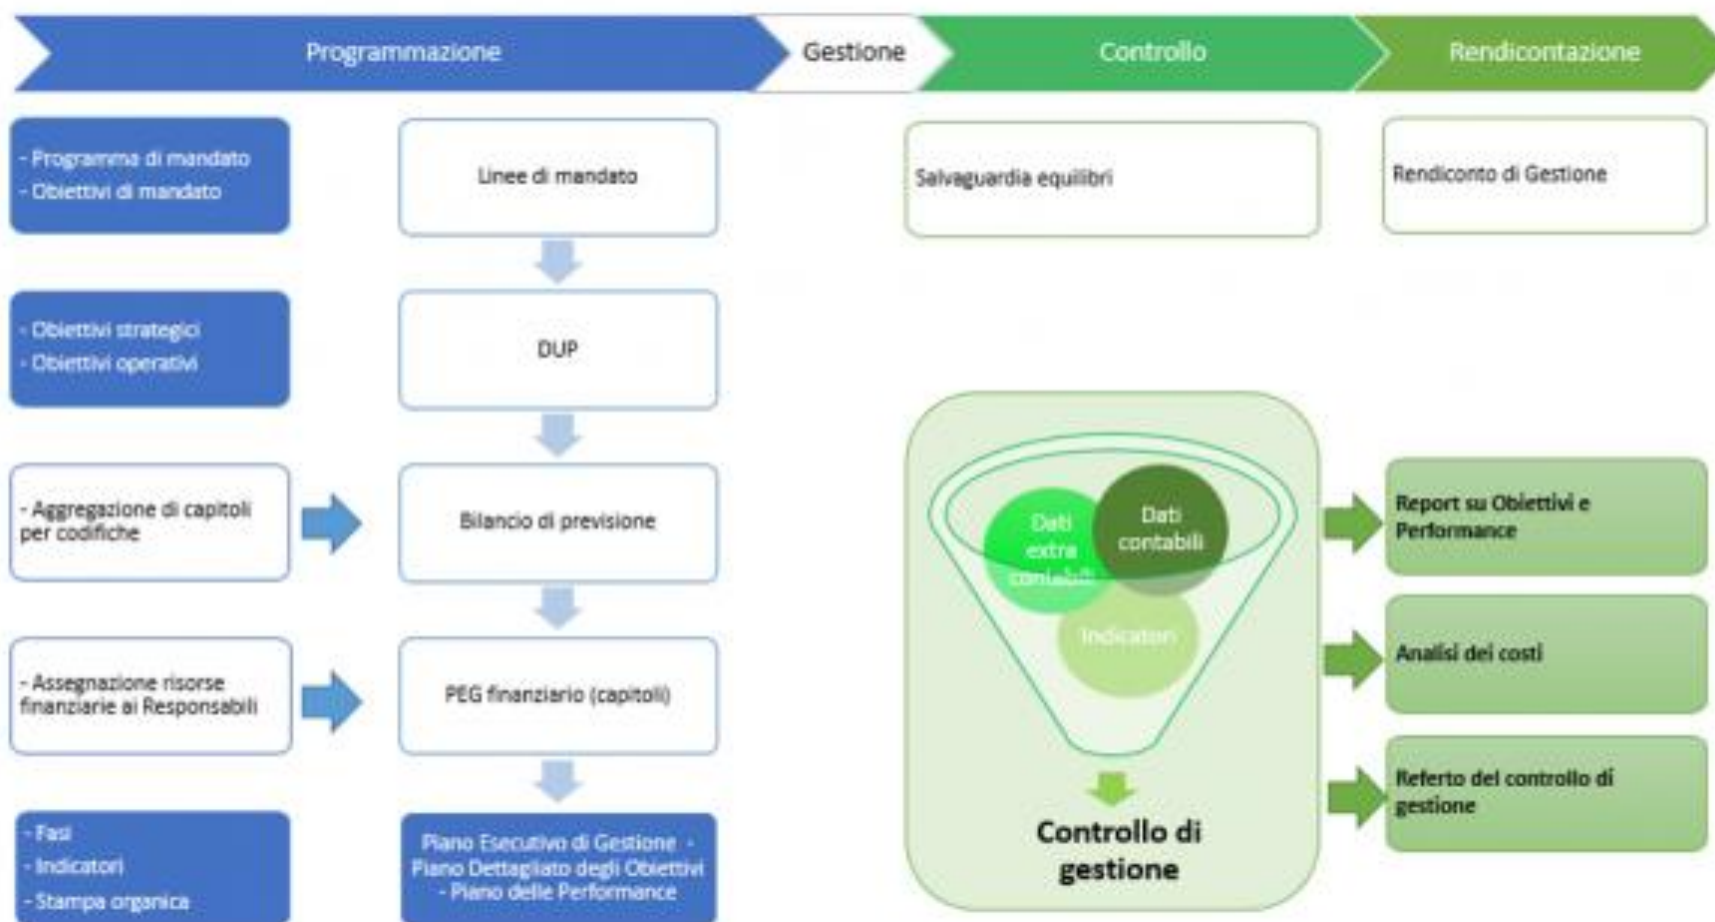 Programmazione
Gestione
Controllo
Rendicontazione
- Programma di mandato
- Obiettivi di mandato
Linee di mandato
Salvaguardia equilibri
Rendiconto di Gestione
- Obiettivi strategici
- Obiettivi operativi
DUP
- Aggregazione di capitoli
per codifiche
Bilancio di previsione
- Assegnazione risorse
finanziarie ai Responsabili
PEG finanziario (capitoli)
- Fasi
- Indicatori
- Stampa organica
Piano Esecutivo di Gestione -
Piano Dettagliato degli Obiettivi
- Piano delle Performance
Dati
extra
contabili
Dati
contabili
Indicatori
Controllo di
gestione
Report su Obiettivi e
Performance
Analisi dei costi
Referto del controllo di
gestione